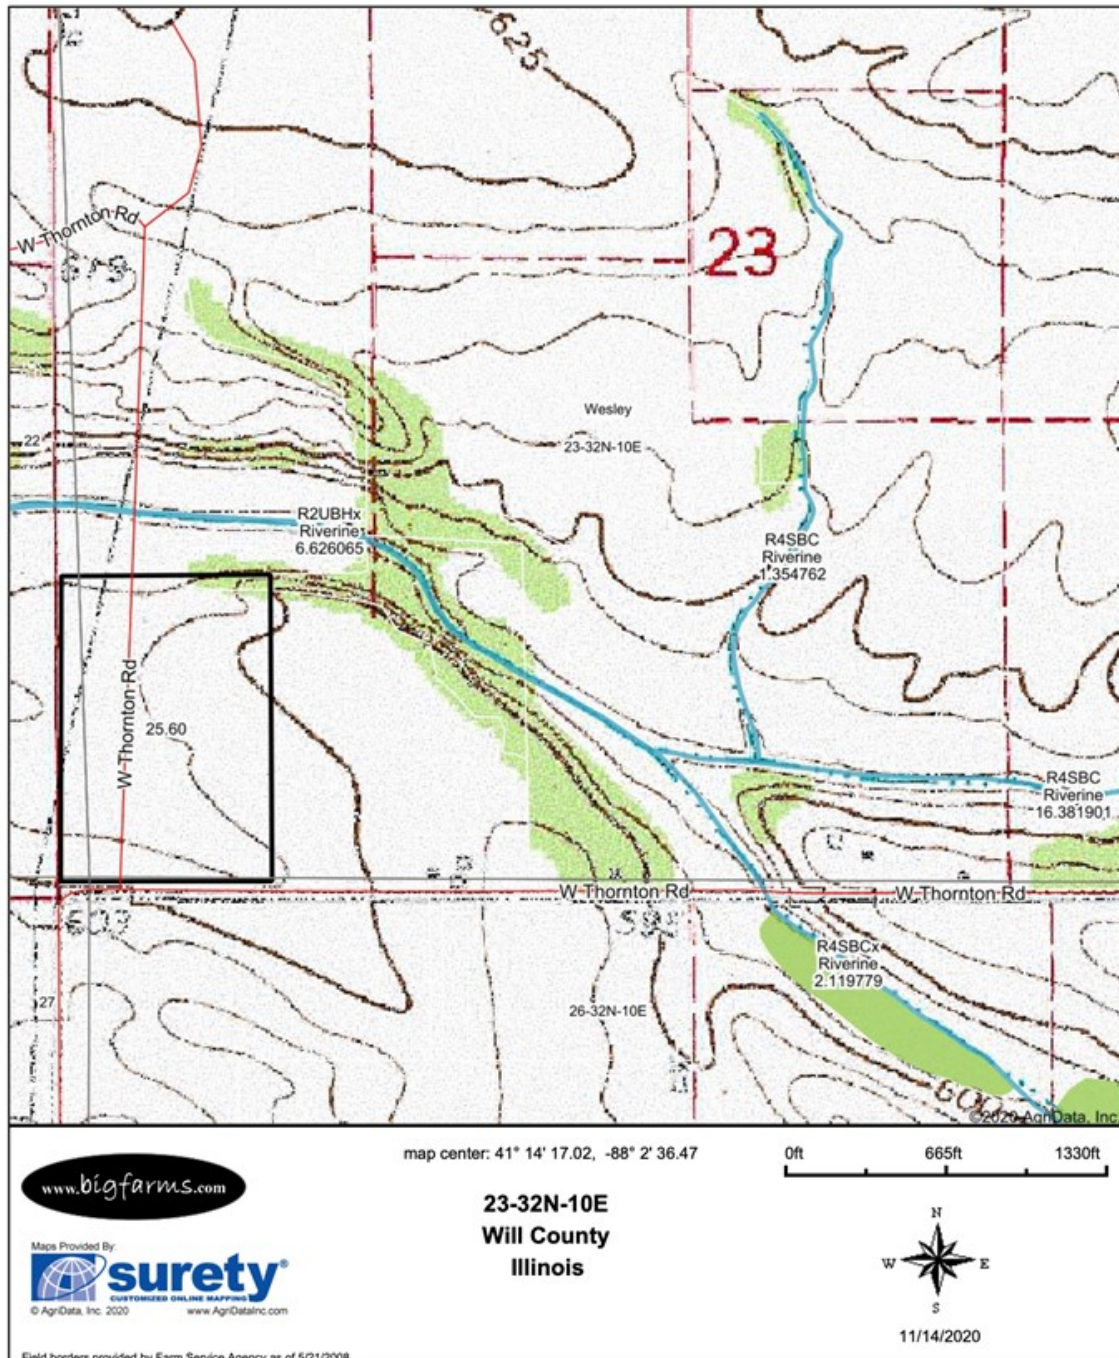 625
W Thornton Rd
619
23
Wesley
22
23-32N-10E
R2UBHx
Riverine
6.626065
R4SBC
Riverine
1.354762
W Thornton Rd
25.60
R4SBC
Riverine
16.381901
W Thornton Rd
W Thornton Rd
603
R4SBCx
Riverine
2.119779
27
26-32N-10E
600
©2020 AgriData, Inc.
map center: 41° 14' 17.02, -88° 2' 36.47
0ft 665ft 1330ft
www.bigfarms.com
23-32N-10E
Will County
Illinois
Maps Provided By:
surety®
CUSTOMIZED ONLINE MAPPING
© AgriData, Inc. 2020 www.AgriDataInc.com
N
W E
S
11/14/2020
Field borders provided by Farm Service Agency as of 5/21/2008.